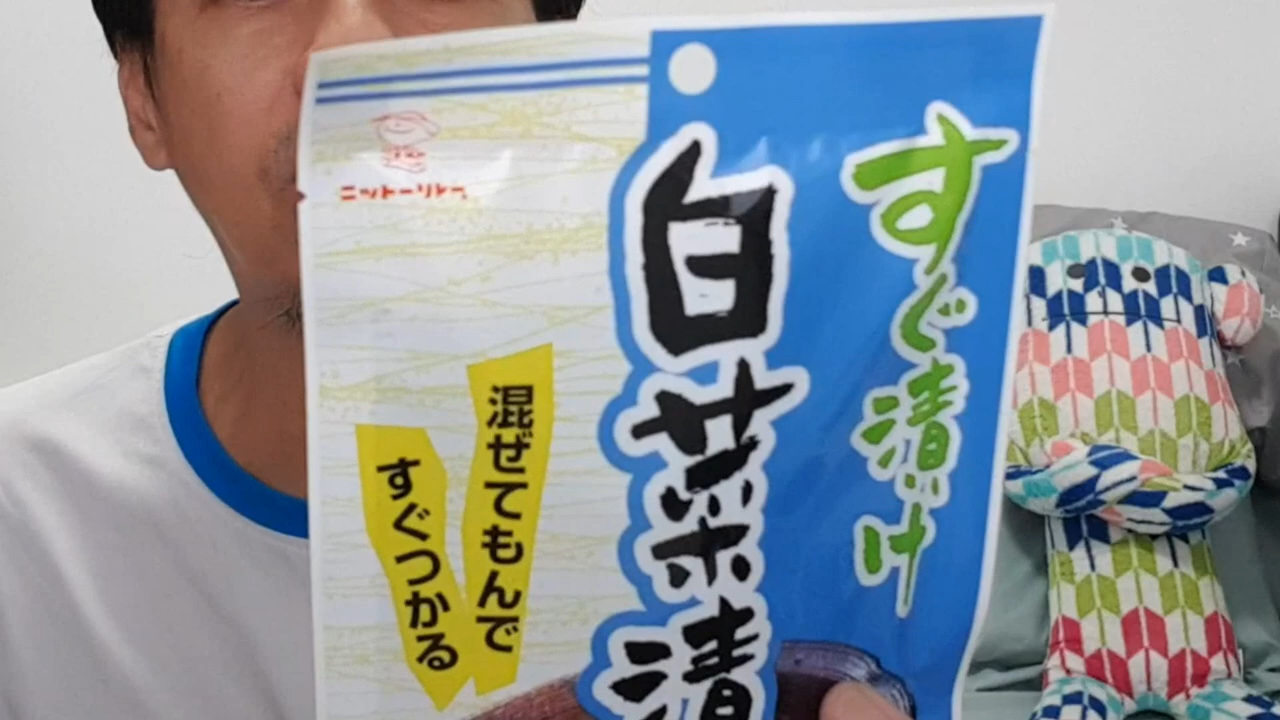 すぐ漬け
白菜漬
混ぜてもんで
すぐつかる
ニットーリレー